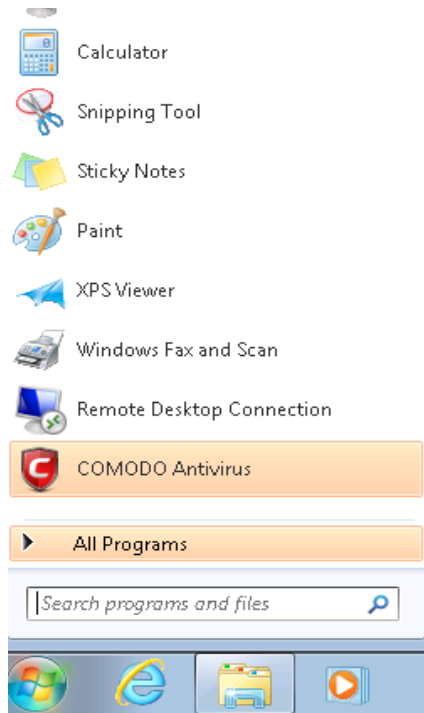 Calculator
Snipping Tool
Sticky Notes
Paint
XPS Viewer
Windows Fax and Scan
Remote Desktop Connection
COMODO Antivirus
All Programs
Search programs and files